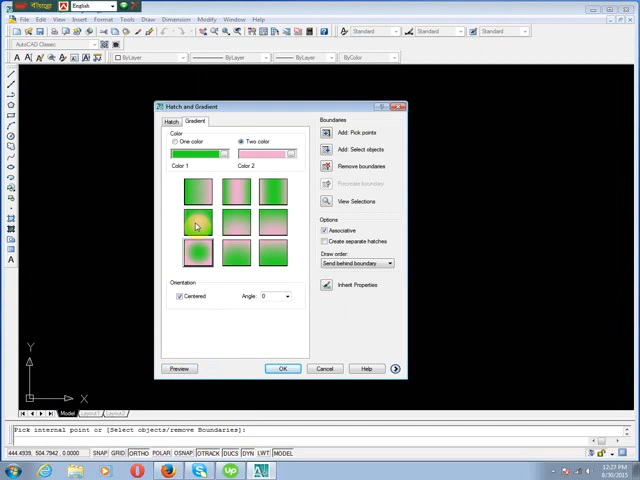 বাংলা English
File Edit View Insert Format Tools Draw Dimension Modify Window Help
Standard Standard Standard
AutoCAD Classic
ByLayer ByLayer ByLayer ByColor
Hatch and Gradient
Hatch Gradient
Color
One color Two color
Color 1 Color 2
Orientation
Centered Angle: 0
Boundaries
Add: Pick points
Add: Select objects
Remove boundaries
Recreate boundary
View Selections
Options
Associative
Create separate hatches
Draw order:
Send behind boundary
Inherit Properties
Preview OK Cancel Help
Y
X
Model Layout1 Layout2
Pick internal point or [Select objects/remove Boundaries]:
444.4939, 504.7942, 0.0000 SNAP GRID ORTHO POLAR OSNAP OTRACK DUCS DYN LWT MODEL
12:27 PM
8/30/2015